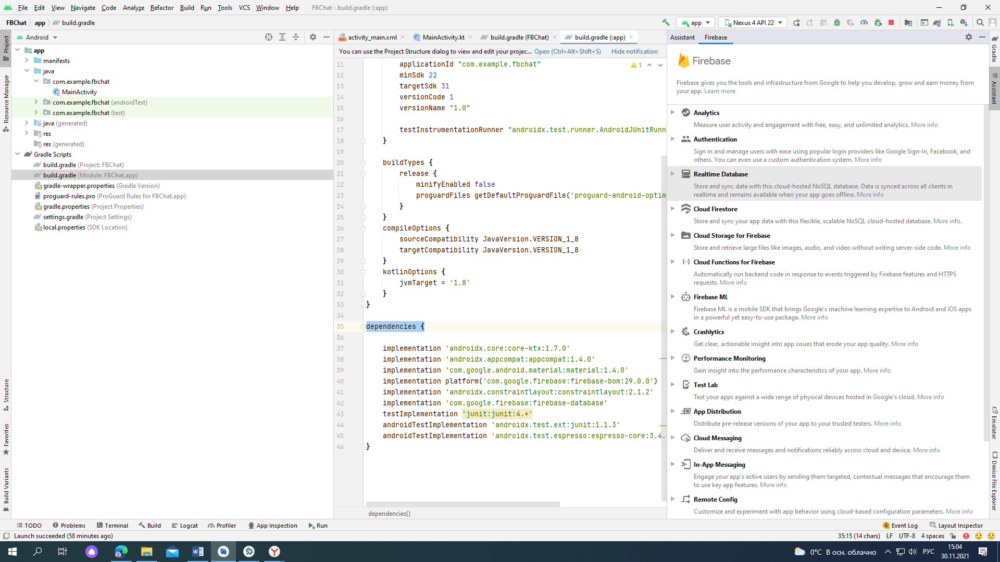 File Edit View Navigate Code Analyze Refactor Build Run Tools VCS Window Help FBChat - build.gradle (:app)
FBChat app build.gradle app Nexus 4 API 22
Android
activity_main.xml MainActivity.kt build.gradle (FBChat) build.gradle (:app)
Assistant Firebase
Project
Resource Manager
Structure
Favorites
Build Variants
app
manifests
java
com.example.fbchat
MainActivity
com.example.fbchat (androidTest)
com.example.fbchat (test)
java (generated)
res
res (generated)
Gradle Scripts
build.gradle (Project: FBChat)
build.gradle (Module: FBChat.app)
gradle-wrapper.properties (Gradle Version)
proguard-rules.pro (ProGuard Rules for FBChat.app)
gradle.properties (Project Properties)
settings.gradle (Project Settings)
local.properties (SDK Location)
You can use the Project Structure dialog to view and edit your projec... Open (Ctrl+Alt+Shift+S) Hide notification
1
11 applicationId "com.example.fbchat"
12 minSdk 22
13 targetSdk 31
14 versionCode 1
15 versionName "1.0"
16
17 testInstrumentationRunner "androidx.test.runner.AndroidJUnitRunn
18 }
19
20 buildTypes {
21 release {
22 minifyEnabled false
23 proguardFiles getDefaultProguardFile('proguard-android-optim
24 }
25 }
26 compileOptions {
27 sourceCompatibility JavaVersion.VERSION_1_8
28 targetCompatibility JavaVersion.VERSION_1_8
29 }
30 kotlinOptions {
31 jvmTarget = '1.8'
32 }
33 }
34
35 dependencies {
36
37 implementation 'androidx.core:core-ktx:1.7.0'
38 implementation 'androidx.appcompat:appcompat:1.4.0'
39 implementation 'com.google.android.material:material:1.4.0'
40 implementation platform('com.google.firebase:firebase-bom:29.0.0')
41 implementation 'androidx.constraintlayout:constraintlayout:2.1.2'
42 implementation 'com.google.firebase:firebase-database'
43 testImplementation 'junit:junit:4.+'
44 androidTestImplementation 'androidx.test.ext:junit:1.1.3'
45 androidTestImplementation 'androidx.test.espresso:espresso-core:3.4.
46 }
dependencies{}
Firebase
Firebase gives you the tools and infrastructure from Google to help you develop, grow and earn money from
your app. Learn more
Analytics
Measure user activity and engagement with free, easy, and unlimited analytics. More info
Authentication
Sign in and manage users with ease using popular login providers like Google Sign-In, Facebook, and
others. You can even use a custom authentication system. More info
Realtime Database
Store and sync data with this cloud-hosted NoSQL database. Data is synced across all clients in
realtime and remains available when your app goes offline. More info
Cloud Firestore
Store and sync your app data with this flexible, scalable NoSQL cloud-hosted database. More info.
Cloud Storage for Firebase
Store and retrieve large files like images, audio, and video without writing server-side code. More info
Cloud Functions for Firebase
Automatically run backend code in response to events triggered by Firebase features and HTTPS
requests. More info
Firebase ML
Firebase ML is a mobile SDK that brings Google's machine learning expertise to Android and iOS apps
in a powerful yet easy-to-use package. More info
Crashlytics
Get clear, actionable insight into app issues that erode your app quality. More info
Performance Monitoring
Gain insight into the performance characteristics of your app. More info
Test Lab
Test your apps against a wide range of physical devices hosted in Google's cloud. More info
App Distribution
Distribute pre-release versions of your app to your trusted testers. More info
Cloud Messaging
Deliver and receive messages and notifications reliably across cloud and device. More info
In-App Messaging
Engage your app's active users by sending them targeted, contextual messages that encourage them
to use key app features. More info
Remote Config
Customize and experiment with app behavior using cloud-based configuration parameters. More info
Gradle
Assistant
Emulator
Device File Explorer
TODO Problems Terminal Build Logcat Profiler App Inspection Run 6 Event Log Layout Inspector
Launch succeeded (58 minutes ago) 35:15 (14 chars) LF UTF-8 4 spaces
0°C В осн. облачно РУС 15:04
30.11.2021